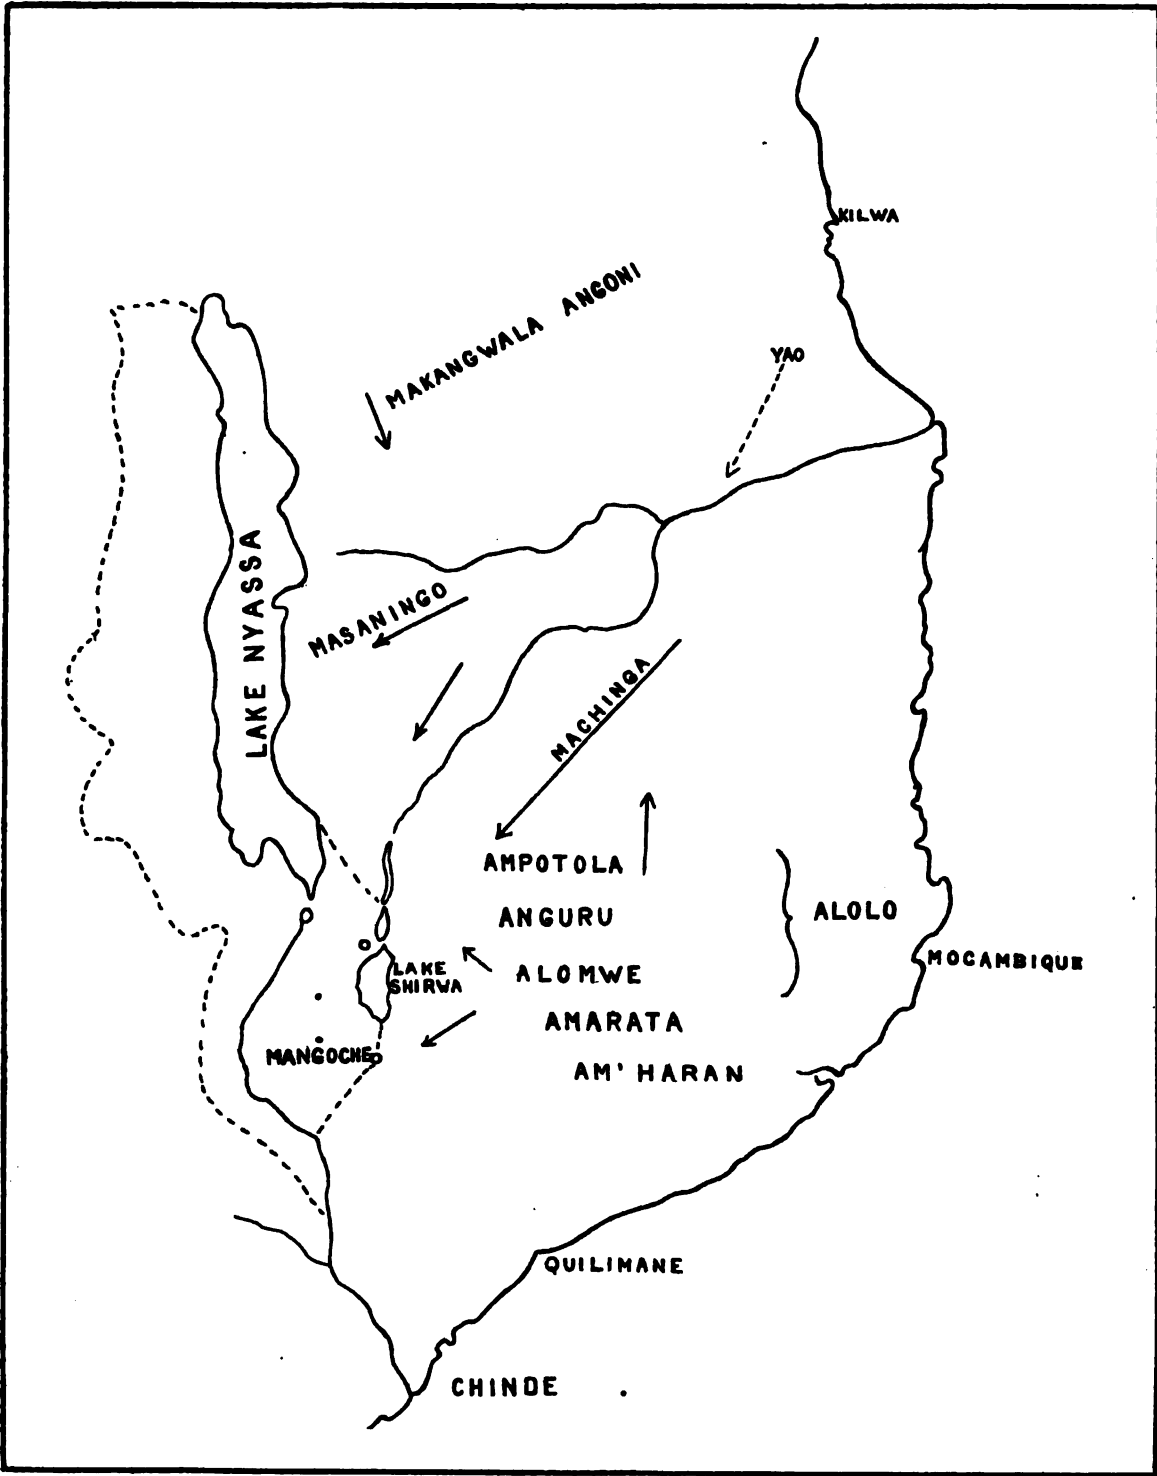 KILWA
MAKANGWALA ANGONI
YAO
LAKE NYASSA
MASANINGO
MACHINGA
AMPOTOLA
ANGURU
ALOLO
MOCAMBIQUE
LAKE
SHIRWA
ALOMWE
AMARATA
MANGOCHE
AM' HARAN
QUILIMANE
CHINDE